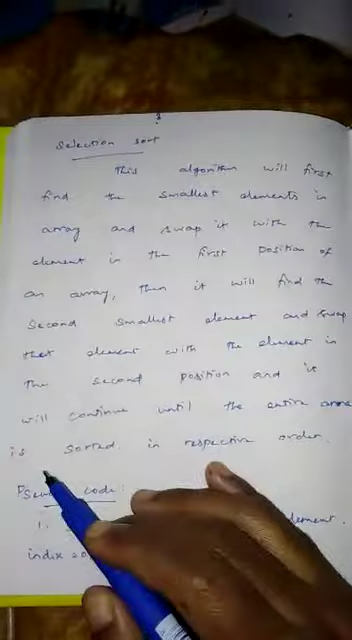 Selection sort
This algorithm will first
find the smallest elements in
array and swap it with the
element in the first position of
an array, then it will find the
second smallest element and swap
that element with the element in
the second position and it
will continue until the entire array
is sorted in respective order.
Pseudo code:
1. element.
index